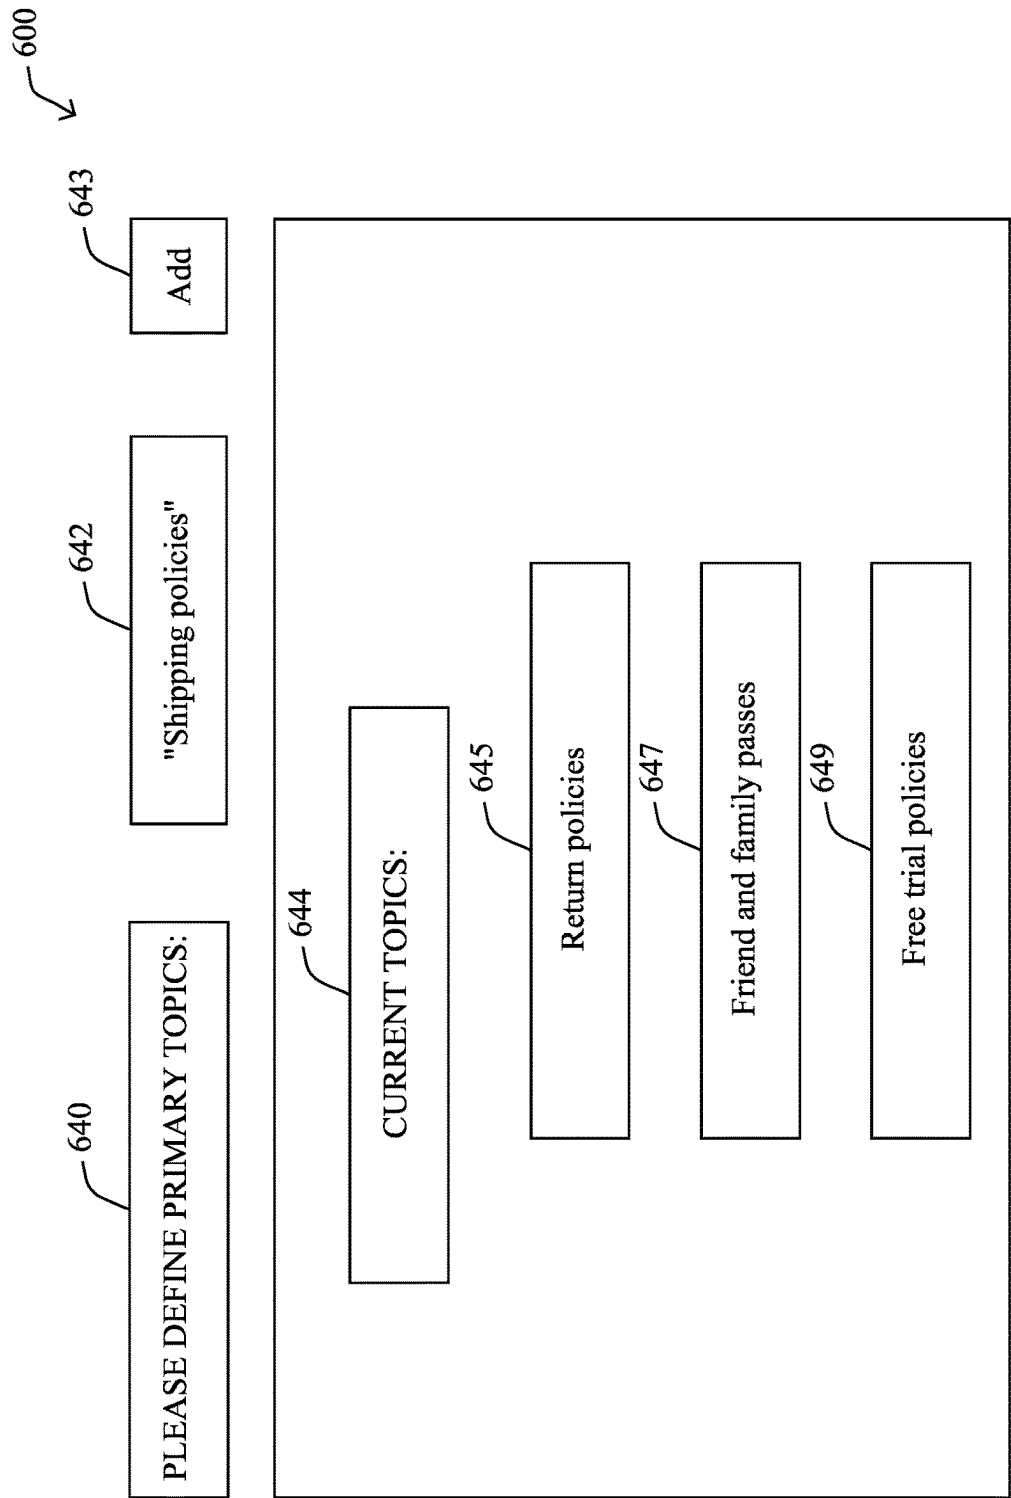 600
640
642
643
PLEASE DEFINE PRIMARY TOPICS:
"Shipping policies"
Add
644
CURRENT TOPICS:
645
Return policies
647
Friend and family passes
649
Free trial policies